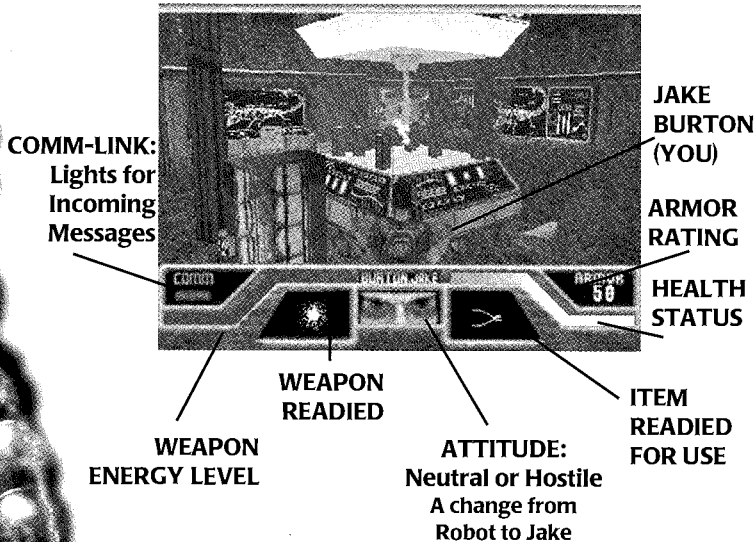 JAKE
BURTON
(YOU)
COMM-LINK:
Lights for
Incoming
Messages
ARMOR
RATING
COMM
BURTON, JAKE
ARMOR
50
HEALTH
STATUS
WEAPON
READIED
ITEM
READIED
FOR USE
WEAPON
ENERGY LEVEL
ATTITUDE:
Neutral or Hostile
A change from
Robot to Jake